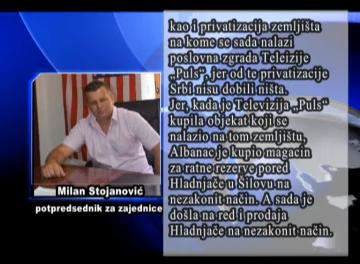 kao i privatizacija zemljišta
na kome se sada nalazi
poslovna zgrada Teleizije
„Puls“, jer od te privatizacije
Srbi nisu dobili ništa.
Jer, kada je Televizija „Puls“
kupila objekat koji se
nalazio na tom zemljištu,
Albanac je kupio magacin
za ratne rezerve pored
Hladnjače u Šilovu na
nezakonit način. A sada je
došla na red i prodaja
Hladnjače na nezakonit način.
Milan Stojanović
potpredsednik za zajednice